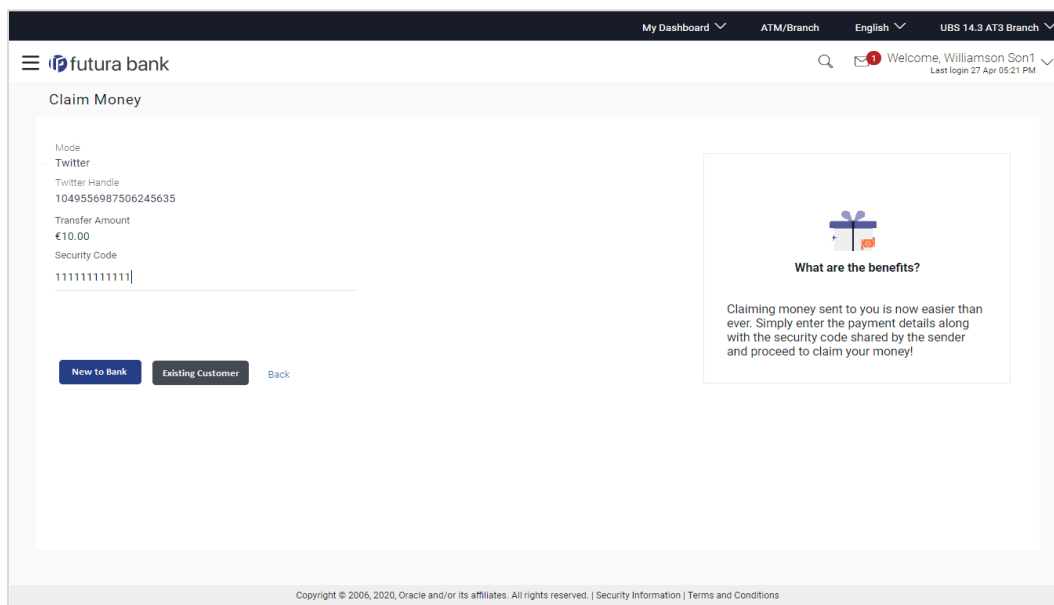 My Dashboard ATM/Branch English UBS 14.3 AT3 Branch
futura bank
1
Welcome, Williamson Son1
Last login 27 Apr 05:21 PM
Claim Money
Mode
Twitter
Twitter Handle
1049556987506245635
Transfer Amount
€10.00
Security Code
111111111111
New to Bank
Existing Customer
Back
What are the benefits?
Claiming money sent to you is now easier than
ever. Simply enter the payment details along
with the security code shared by the sender
and proceed to claim your money!
Copyright © 2006, 2020, Oracle and/or its affiliates. All rights reserved. | Security Information | Terms and Conditions